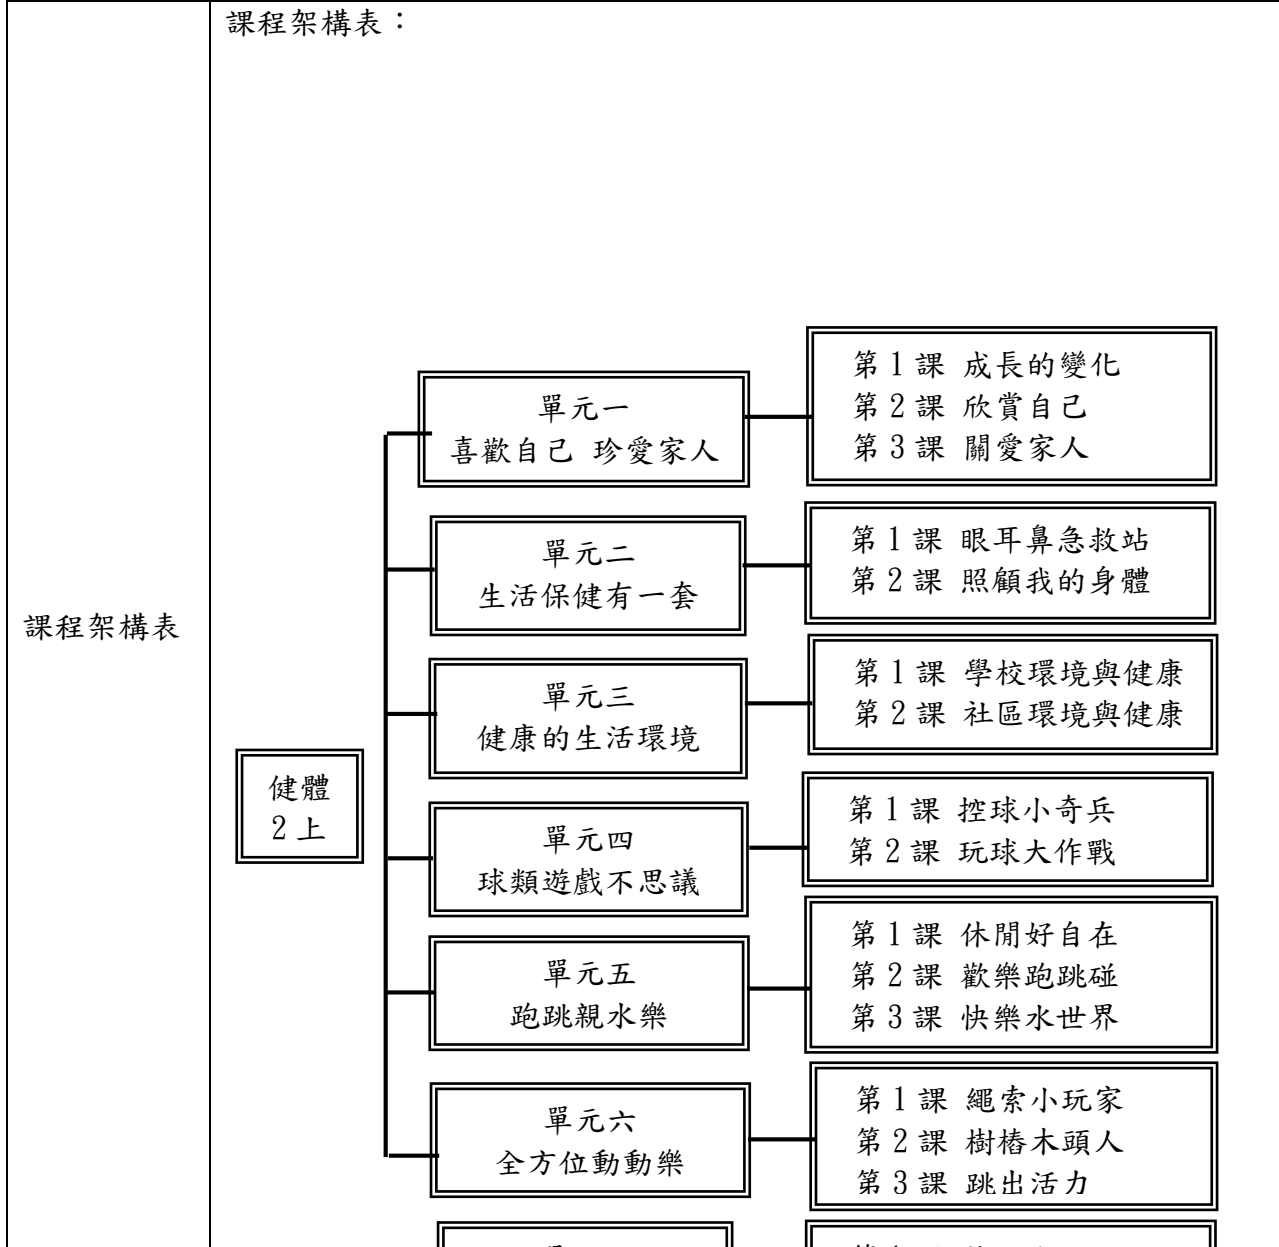 課程架構表：
課程架構表
健體
2上
單元一
喜歡自己 珍愛家人
第1課 成長的變化
第2課 欣賞自己
第3課 關愛家人
單元二
生活保健有一套
第1課 眼耳鼻急救站
第2課 照顧我的身體
單元三
健康的生活環境
第1課 學校環境與健康
第2課 社區環境與健康
單元四
球類遊戲不思議
第1課 控球小奇兵
第2課 玩球大作戰
單元五
跑跳親水樂
第1課 休閒好自在
第2課 歡樂跑跳碰
第3課 快樂水世界
單元六
全方位動動樂
第1課 繩索小玩家
第2課 樹樁木頭人
第3課 跳出活力